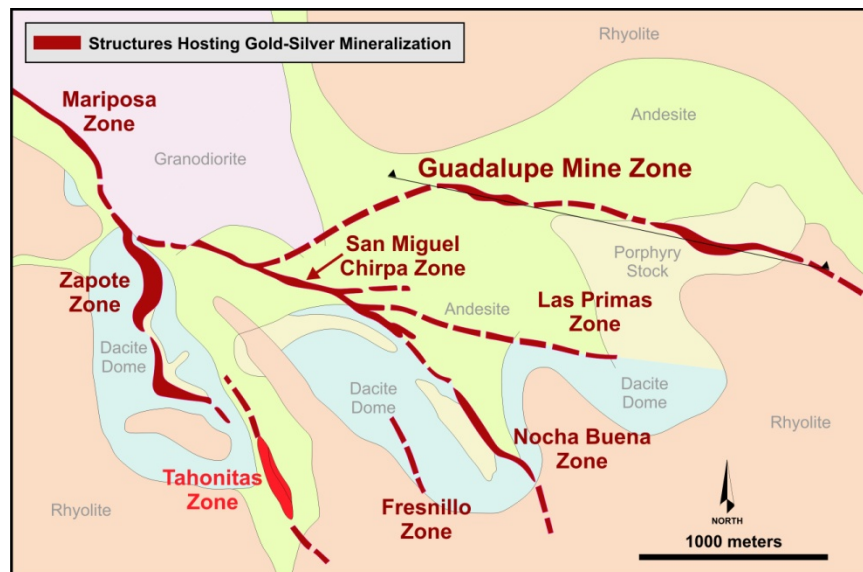 Structures Hosting Gold-Silver Mineralization
Rhyolite
Mariposa
Zone
Andesite
Granodiorite
Guadalupe Mine Zone
San Miguel
Chirpa Zone
Porphyry
Stock
Zapote
Zone
Las Primas
Zone
Andesite
Dacite
Dome
Dacite
Dome
Dacite
Dome
Rhyolite
Nocha Buena
Zone
Tahonitas
Zone
Fresnillo
Zone
Rhyolite
NORTH
1000 meters